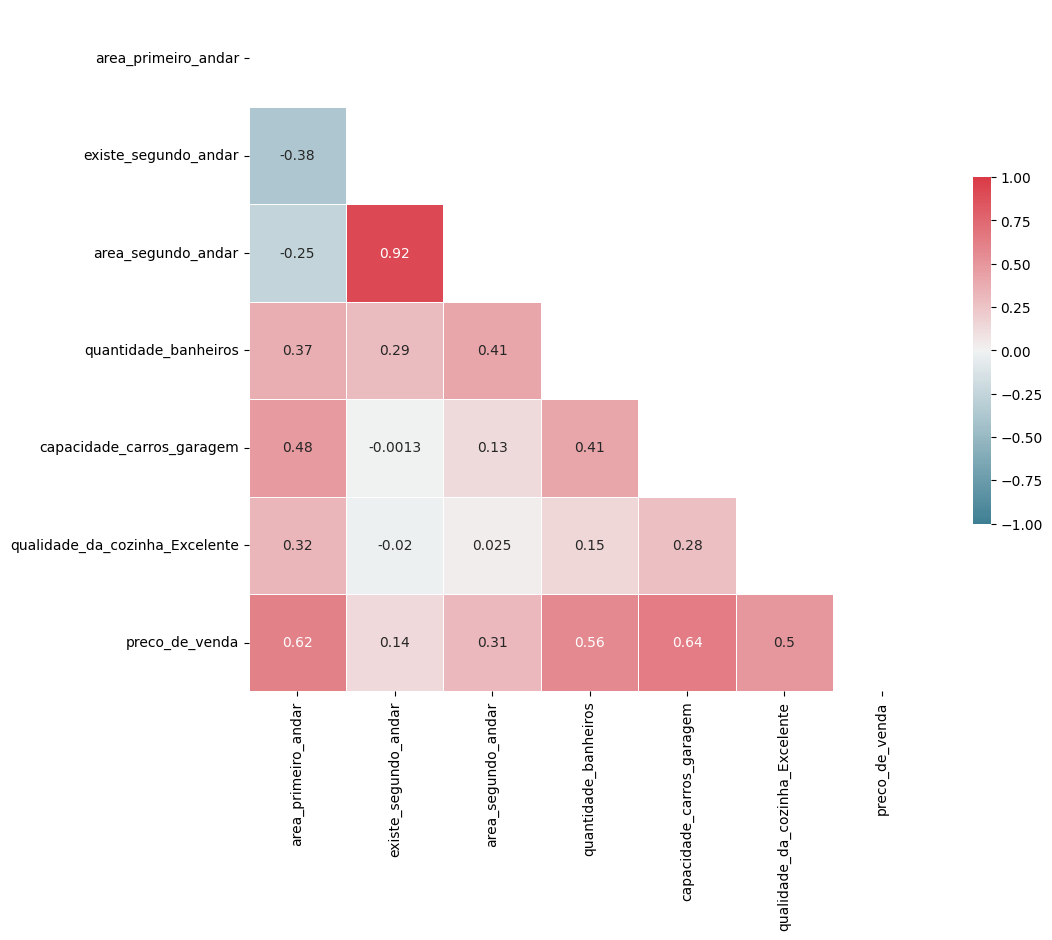 area_primeiro_andar
existe_segundo_andar
-0.38
area_segundo_andar
-0.25 0.92
quantidade_banheiros
0.37 0.29 0.41
capacidade_carros_garagem
0.48 -0.0013 0.13 0.41
qualidade_da_cozinha_Excelente
0.32 -0.02 0.025 0.15 0.28
preco_de_venda
0.62 0.14 0.31 0.56 0.64 0.5
area_primeiro_andar
existe_segundo_andar
area_segundo_andar
quantidade_banheiros
capacidade_carros_garagem
qualidade_da_cozinha_Excelente
preco_de_venda
1.00
0.75
0.50
0.25
0.00
−0.25
−0.50
−0.75
−1.00